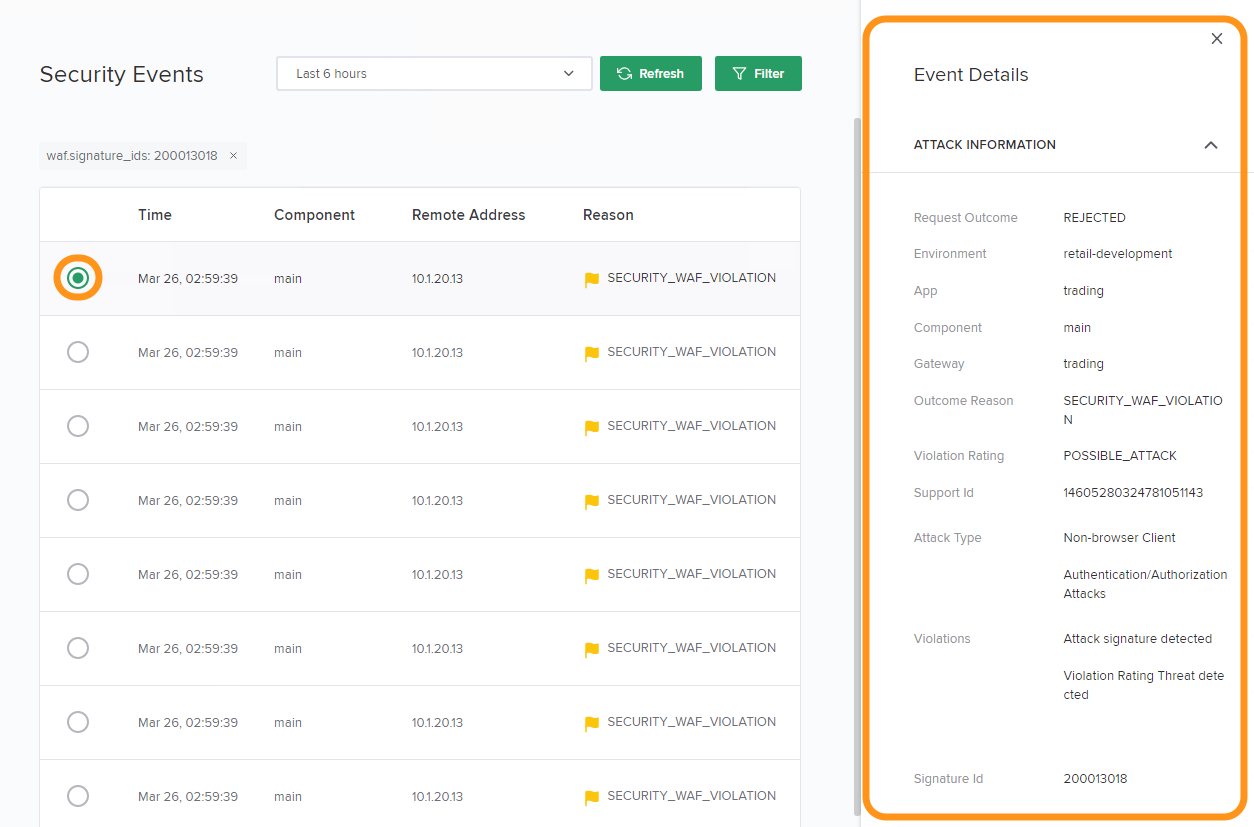 Security Events
Last 6 hours
Refresh
Filter
waf.signature_ids: 200013018 ×
Time Component Remote Address Reason
Mar 26, 02:59:39 main 10.1.20.13 SECURITY_WAF_VIOLATION
Mar 26, 02:59:39 main 10.1.20.13 SECURITY_WAF_VIOLATION
Mar 26, 02:59:39 main 10.1.20.13 SECURITY_WAF_VIOLATION
Mar 26, 02:59:39 main 10.1.20.13 SECURITY_WAF_VIOLATION
Mar 26, 02:59:39 main 10.1.20.13 SECURITY_WAF_VIOLATION
Mar 26, 02:59:39 main 10.1.20.13 SECURITY_WAF_VIOLATION
Mar 26, 02:59:39 main 10.1.20.13 SECURITY_WAF_VIOLATION
Mar 26, 02:59:39 main 10.1.20.13 SECURITY_WAF_VIOLATION
Event Details
ATTACK INFORMATION
Request Outcome REJECTED
Environment retail-development
App trading
Component main
Gateway trading
Outcome Reason SECURITY_WAF_VIOLATIO
N
Violation Rating POSSIBLE_ATTACK
Support Id 14605280324781051143
Attack Type Non-browser Client
Authentication/Authorization
Attacks
Violations Attack signature detected
Violation Rating Threat dete
cted
Signature Id 200013018